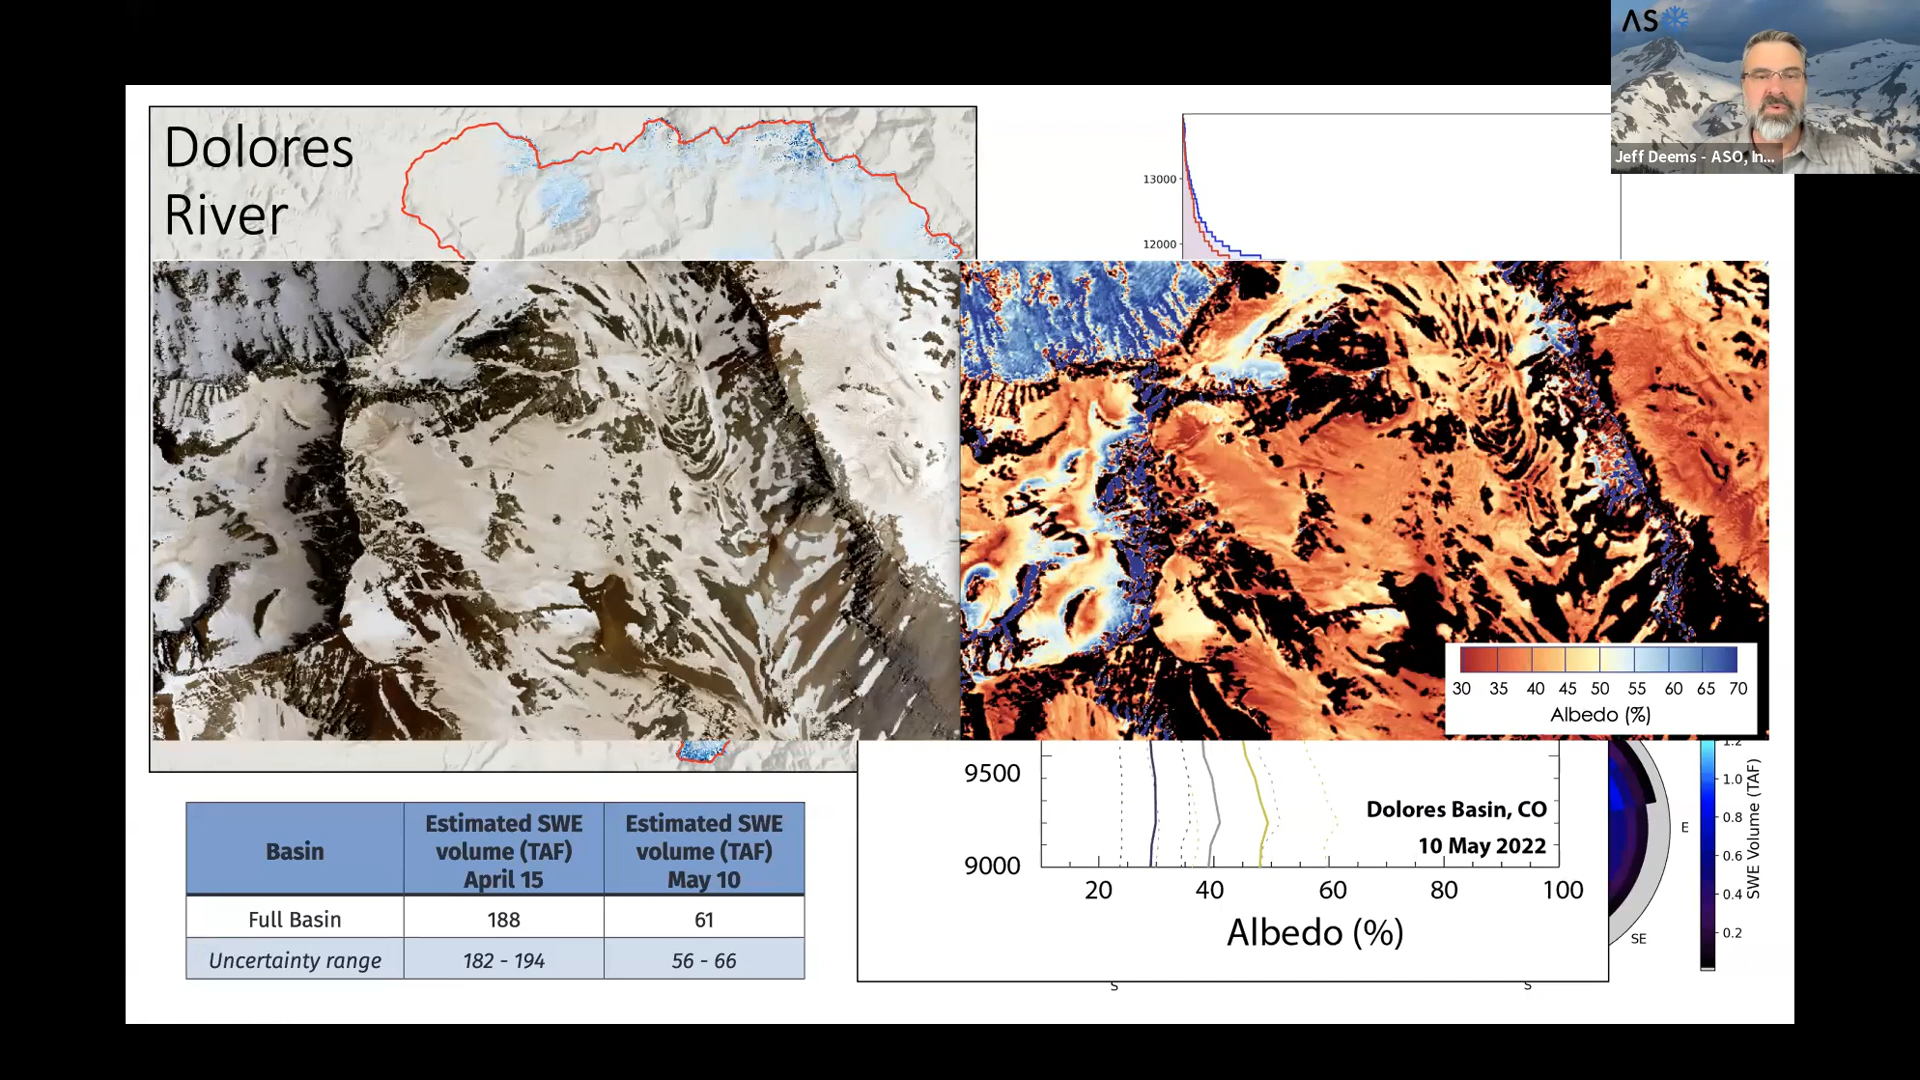 ASO
Jeff Deems - ASO, In...
Dolores
River
13000
12000
30 35 40 45 50 55 60 65 70
Albedo (%)
9500
9000
Dolores Basin, CO
10 May 2022
20 40 60 80 100
Albedo (%)
E
SE
S
S
1.2
1.0
0.8
0.6
0.4
0.2
SWE Volume (TAF)
Basin
Estimated SWE
volume (TAF)
April 15
Estimated SWE
volume (TAF)
May 10
Full Basin 188 61
Uncertainty range 182 - 194 56 - 66